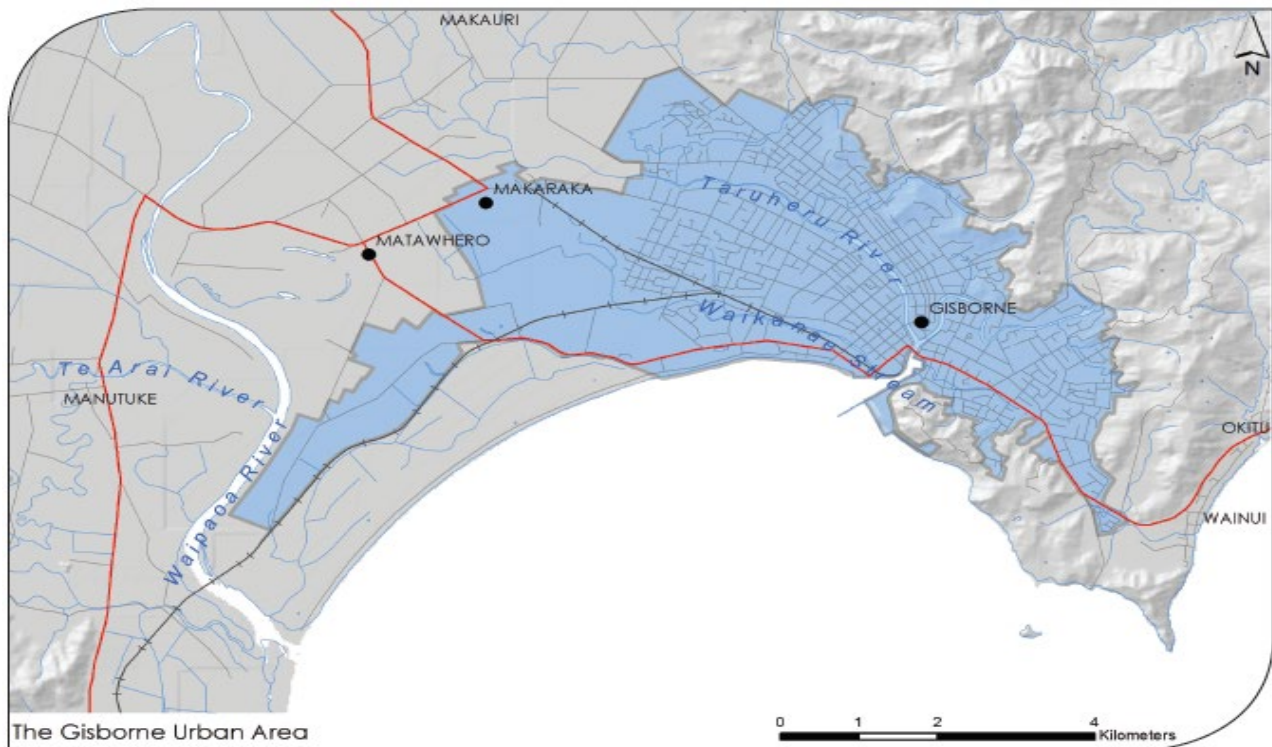 MAKAURI
N
MAKARAKA
Taruheru River
MATAWHERO
GISBORNE
Waikanae Stream
Te Arai River
MANUTUKE
OKITU
Waipaoa River
WAINUI
The Gisborne Urban Area
0 1 2 4
Kilometers